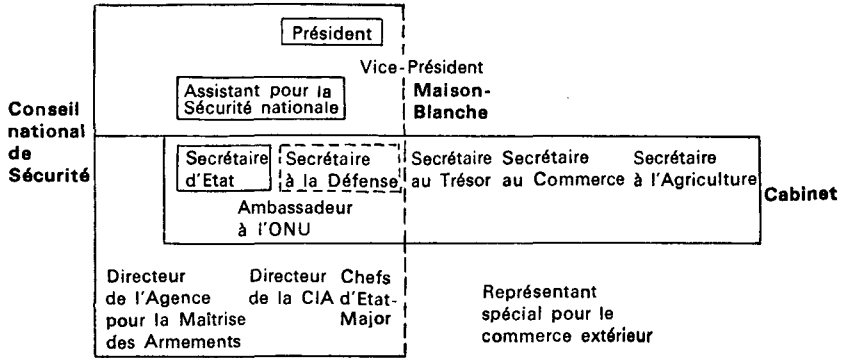 Président
Vice-Président
Assistant pour la
Sécurité nationale
Maison-
Blanche
Conseil
national
de
Sécurité
Secrétaire
d'Etat
Secrétaire
à la Défense
Secrétaire
au Trésor
Secrétaire
au Commerce
Secrétaire
à l'Agriculture
Cabinet
Ambassadeur
à l'ONU
Directeur
de l'Agence
pour la Maîtrise
des Armements
Directeur
de la CIA
Chefs
d'Etat-
Major
Représentant
spécial pour le
commerce extérieur